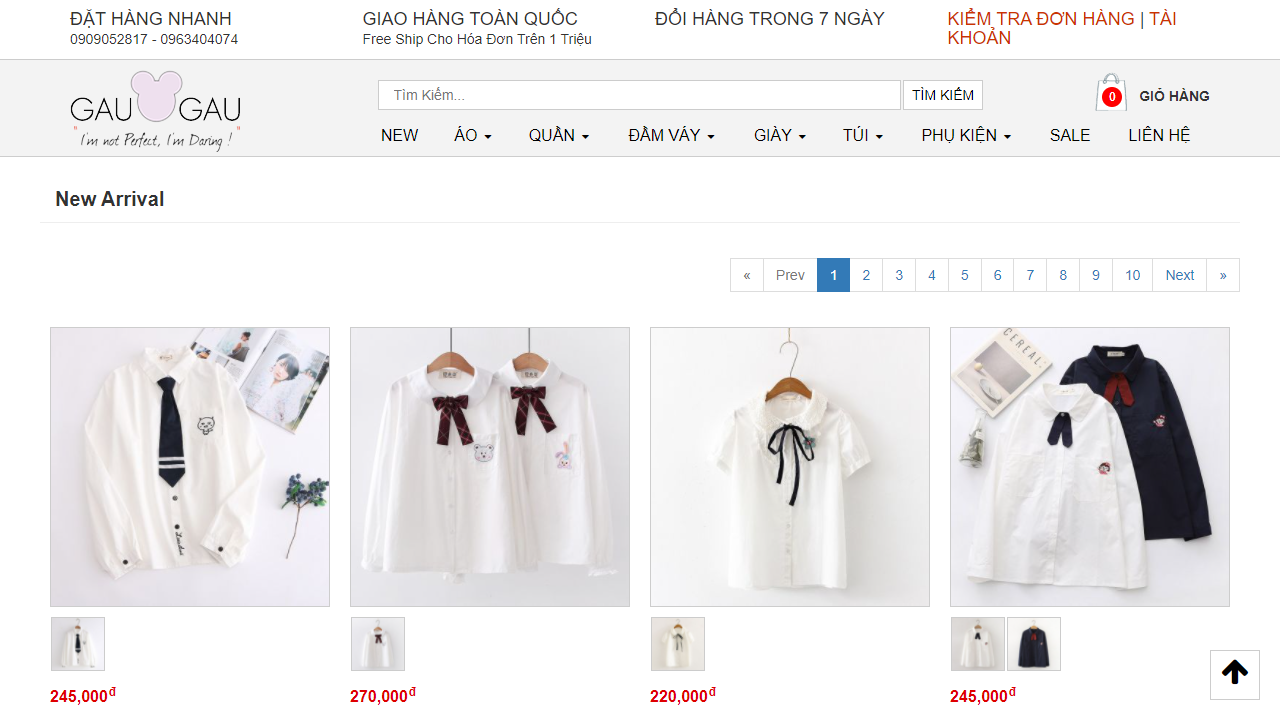 ĐẶT HÀNG NHANH
0909052817 - 0963404074
GIAO HÀNG TOÀN QUỐC
Free Ship Cho Hóa Đơn Trên 1 Triệu
ĐỔI HÀNG TRONG 7 NGÀY
KIỂM TRA ĐƠN HÀNG | TÀI
KHOẢN
GAU GAU
" I'm not Perfect, I'm Daring ! "
Tìm Kiếm...
TÌM KIẾM
0
GIỎ HÀNG
NEW ÁO QUẦN ĐẦM VÁY GIÀY TÚI PHỤ KIỆN SALE LIÊN HỆ
New Arrival
« Prev 1 2 3 4 5 6 7 8 9 10 Next »
CEREAL
245,000đ 270,000đ 220,000đ 245,000đ